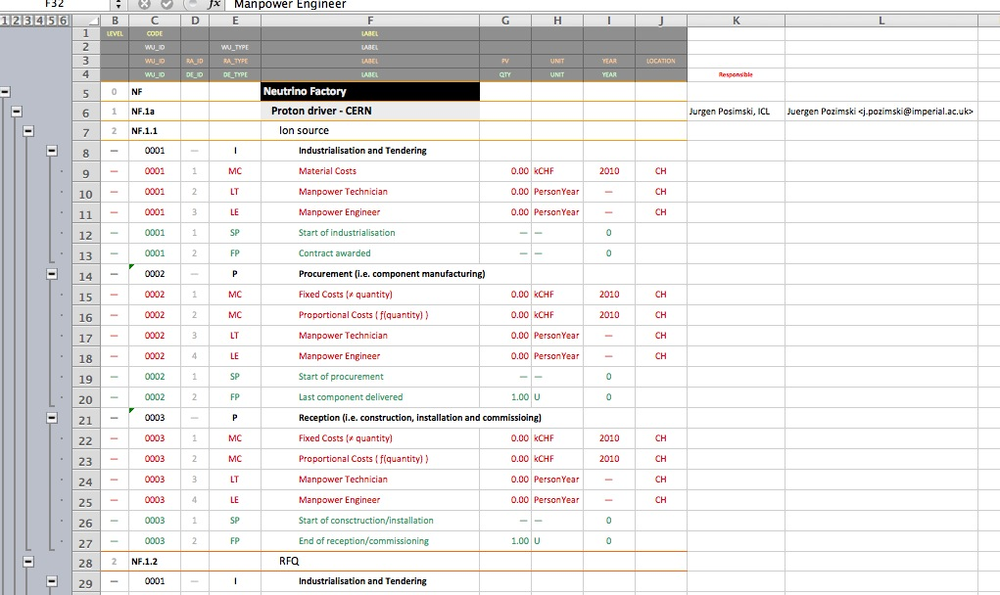 F32 fx Manpower Engineer
1 2 3 4 5 6 B C D E F G H I J K L
1 LEVEL CODE LABEL
2 WU_ID WU_TYPE LABEL
3 WU_ID RA_ID RA_TYPE LABEL PV UNIT YEAR LOCATION
4 WU_ID DE_ID DE_TYPE LABEL QTY UNIT YEAR Responsible
5 0 NF Neutrino Factory
6 1 NF.1a Proton driver - CERN Jurgen Posimski, ICL Juergen Pozimski <j.pozimski@imperial.ac.uk>
7 2 NF.1.1 Ion source
8 — 0001 — I Industrialisation and Tendering
9 — 0001 1 MC Material Costs 0.00 kCHF 2010 CH
10 — 0001 2 LT Manpower Technician 0.00 PersonYear — CH
11 — 0001 3 LE Manpower Engineer 0.00 PersonYear — CH
12 — 0001 1 SP Start of industrialisation — — 0
13 — 0001 2 FP Contract awarded — — 0
14 — 0002 — P Procurement (i.e. component manufacturing)
15 — 0002 1 MC Fixed Costs (≠ quantity) 0.00 kCHF 2010 CH
16 — 0002 2 MC Proportional Costs ( ƒ(quantity) ) 0.00 kCHF 2010 CH
17 — 0002 3 LT Manpower Technician 0.00 PersonYear — CH
18 — 0002 4 LE Manpower Engineer 0.00 PersonYear — CH
19 — 0002 1 SP Start of procurement — — 0
20 — 0002 2 FP Last component delivered 1.00 U 0
21 — 0003 — P Reception (i.e. construction, installation and commissioing)
22 — 0003 1 MC Fixed Costs (≠ quantity) 0.00 kCHF 2010 CH
23 — 0003 2 MC Proportional Costs ( ƒ(quantity) ) 0.00 kCHF 2010 CH
24 — 0003 3 LT Manpower Technician 0.00 PersonYear — CH
25 — 0003 4 LE Manpower Engineer 0.00 PersonYear — CH
26 — 0003 1 SP Start of consctruction/installation — — 0
27 — 0003 2 FP End of reception/commissioning 1.00 U 0
28 2 NF.1.2 RFQ
29 — 0001 — I Industrialisation and Tendering